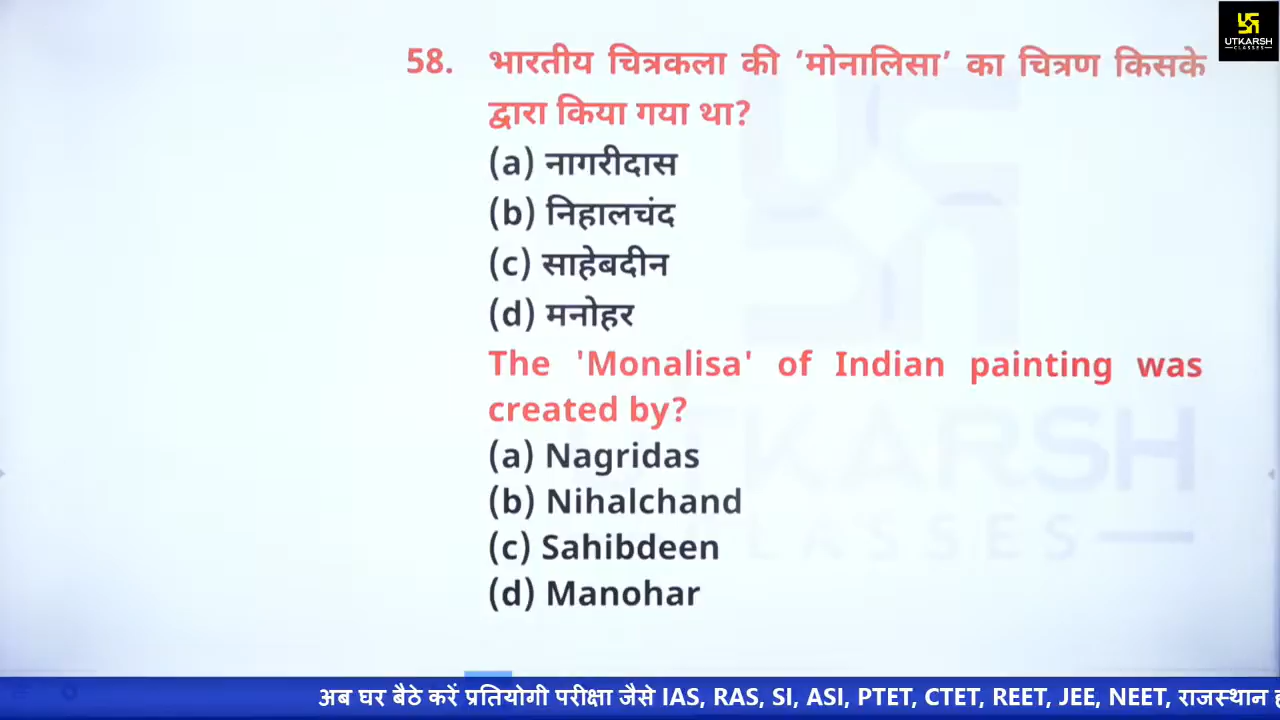 UTKARSH
CLASSES
58. भारतीय चित्रकला की ‘मोनालिसा’ का चित्रण किसके
द्वारा किया गया था?
(a) नागरीदास
(b) निहालचंद
(c) साहेबदीन
(d) मनोहर
The 'Monalisa' of Indian painting was
created by?
(a) Nagridas
(b) Nihalchand
(c) Sahibdeen
(d) Manohar
UTKARSH
CLASSES
अब घर बैठे करें प्रतियोगी परीक्षा जैसे IAS, RAS, SI, ASI, PTET, CTET, REET, JEE, NEET, राजस्थान